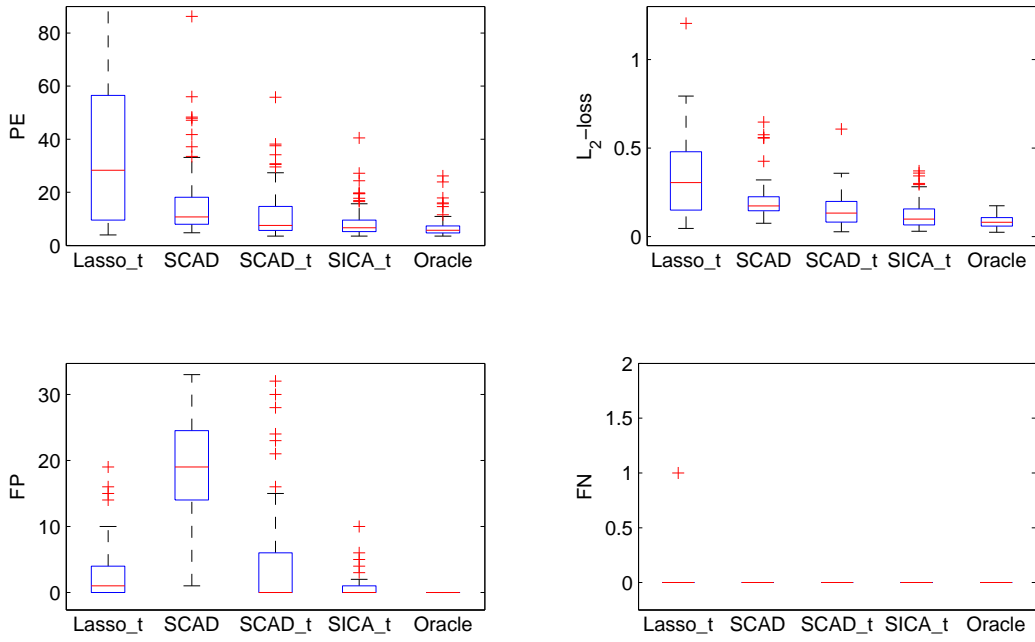 PE
80
60
40
20
0
Lasso_t SCAD SCAD_t SICA_t Oracle
L2−loss
1
0.5
0
Lasso_t SCAD SCAD_t SICA_t Oracle
FP
30
20
10
0
Lasso_t SCAD SCAD_t SICA_t Oracle
FN
2
1.5
1
0.5
0
Lasso_t SCAD SCAD_t SICA_t Oracle